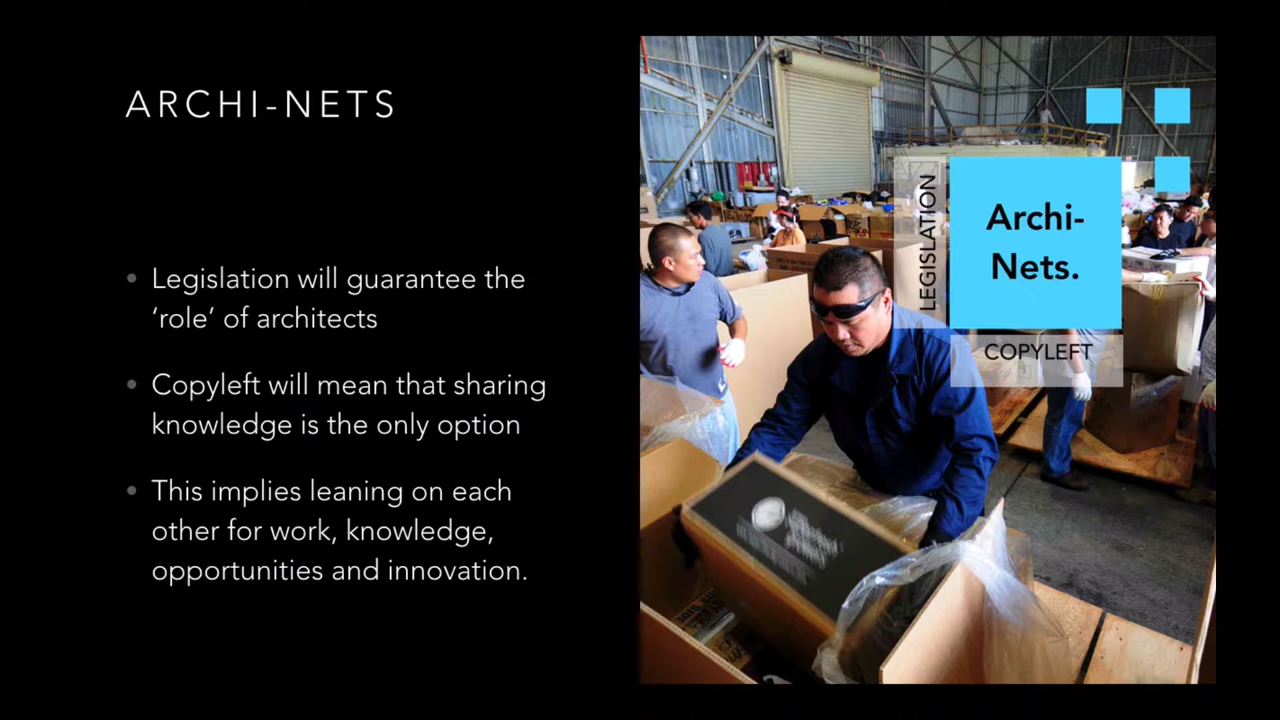 ARCHI-NETS
• Legislation will guarantee the
‘role’ of architects
• Copyleft will mean that sharing
knowledge is the only option
• This implies leaning on each
other for work, knowledge,
opportunities and innovation.
LEGISLATION
Archi-
Nets.
COPYLEFT